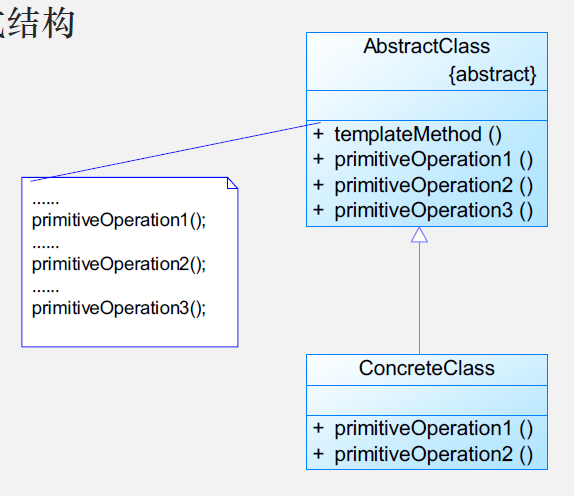 式结构
AbstractClass
{abstract}
+ templateMethod ()
+ primitiveOperation1 ()
+ primitiveOperation2 ()
+ primitiveOperation3 ()
......
primitiveOperation1();
......
primitiveOperation2();
......
primitiveOperation3();
ConcreteClass
+ primitiveOperation1 ()
+ primitiveOperation2 ()